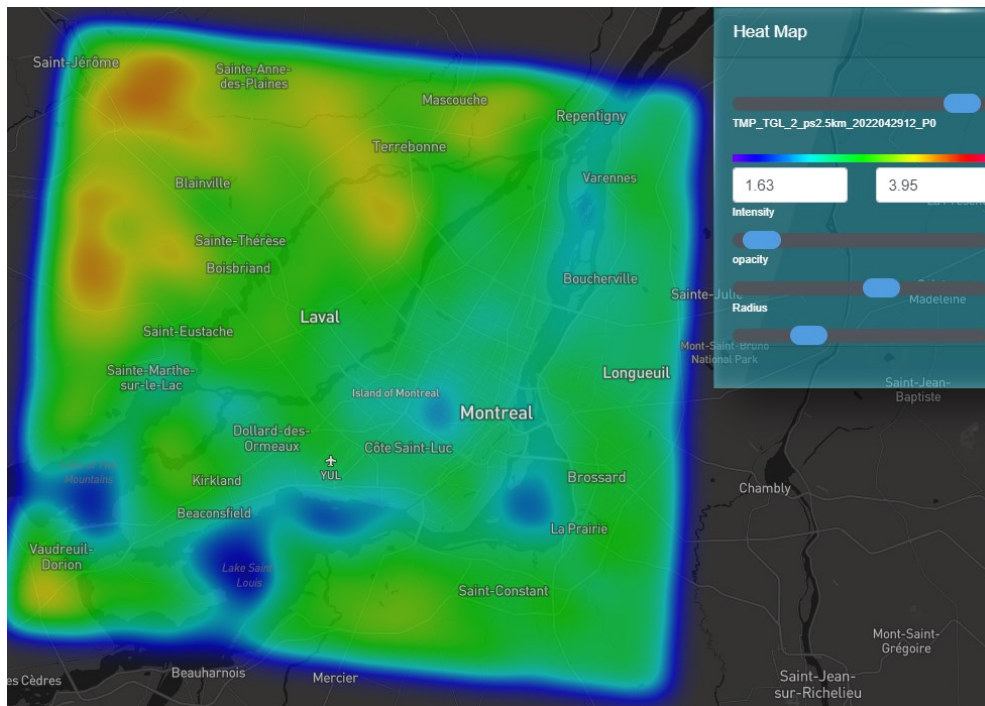 Heat Map
TMP_TGL_2_ps2.5km_2022042912_P0
1.63
3.95
Intensity
opacity
Radius
Saint-Jérôme
Sainte-Anne-
des-Plaines
Mascouche
Repentigny
Terrebonne
Blainville
Varennes
Sainte-Thérèse
Boisbriand
Boucherville
Sainte-Julie
Madeleine
Laval
Saint-Eustache
Mont-Saint-Bruno
National Park
Sainte-Marthe-
sur-le-Lac
Longueuil
Saint-Jean-
Baptiste
Island of Montreal
Montreal
Dollard-des-
Ormeaux
Côte Saint-Luc
YUL
Mountains
Kirkland
Brossard
Chambly
Beaconsfield
La Prairie
Vaudreuil-
Dorion
Lake Saint
Louis
Saint-Constant
Mont-Saint-
Grégoire
Beauharnois
Mercier
es Cèdres
Saint-Jean-
sur-Richelieu